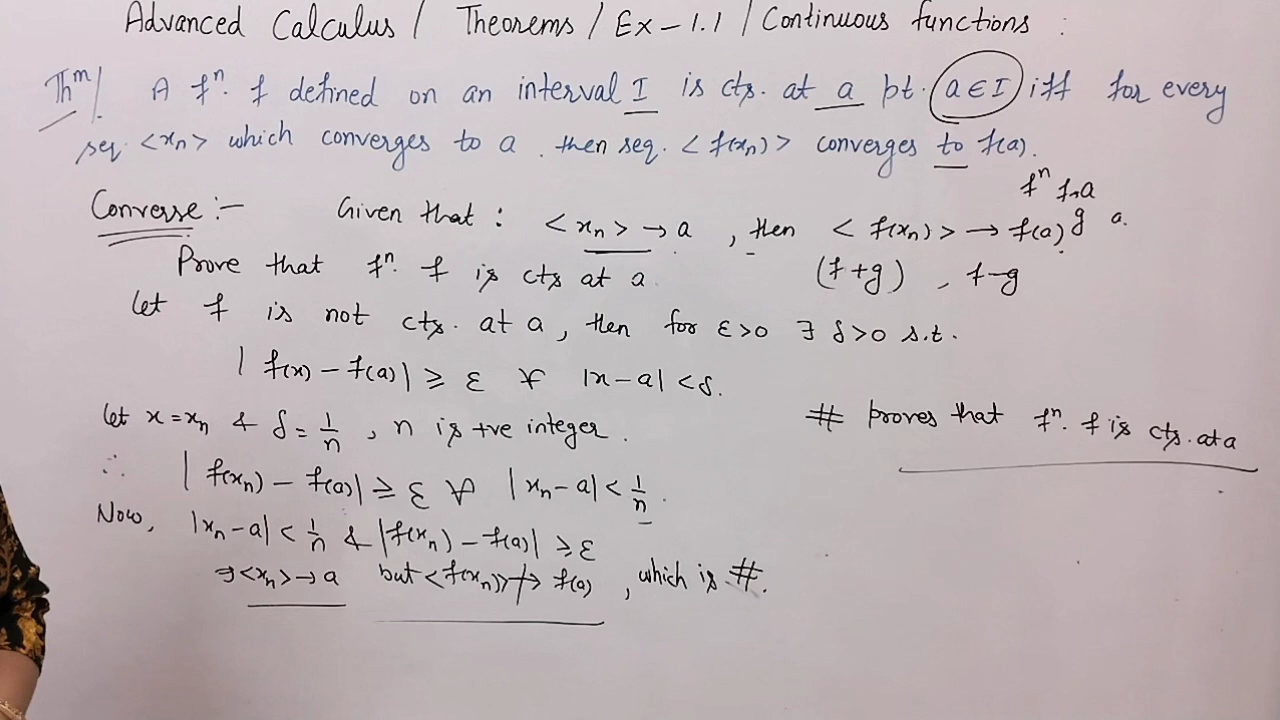 Advanced Calculus / Theorems / Ex-1.1 / Continuous functions :
Thᵐ/. A fⁿ. f defined on an interval I is cts. at a pt. (a ∈ I) iff for every
seq. <xₙ> which converges to a . then seq. < f(xₙ) > converges to f(a).
fⁿ f, a
g a.
Converse :- Given that : <xₙ> → a , then < f(xₙ) > → f(a)
Prove that fⁿ. f is cts at a. (f+g) , f-g
Let f is not cts. at a, then for ε>0 ∃ δ>0 s.t.
| f(x) - f(a)| ≥ ε ∀ |x-a| < δ.
Let x = xₙ & δ = 1/n , n is +ve integer.
# proves that fⁿ. f is cts. at a
∴ | f(xₙ) - f(a)| ≥ ε ∀ |xₙ - a| < 1/n .
Now, |xₙ-a| < 1/n & |f(xₙ) - f(a)| ≥ ε
⇒ <xₙ> → a but <f(xₙ)> ↛ f(a) , which is #.